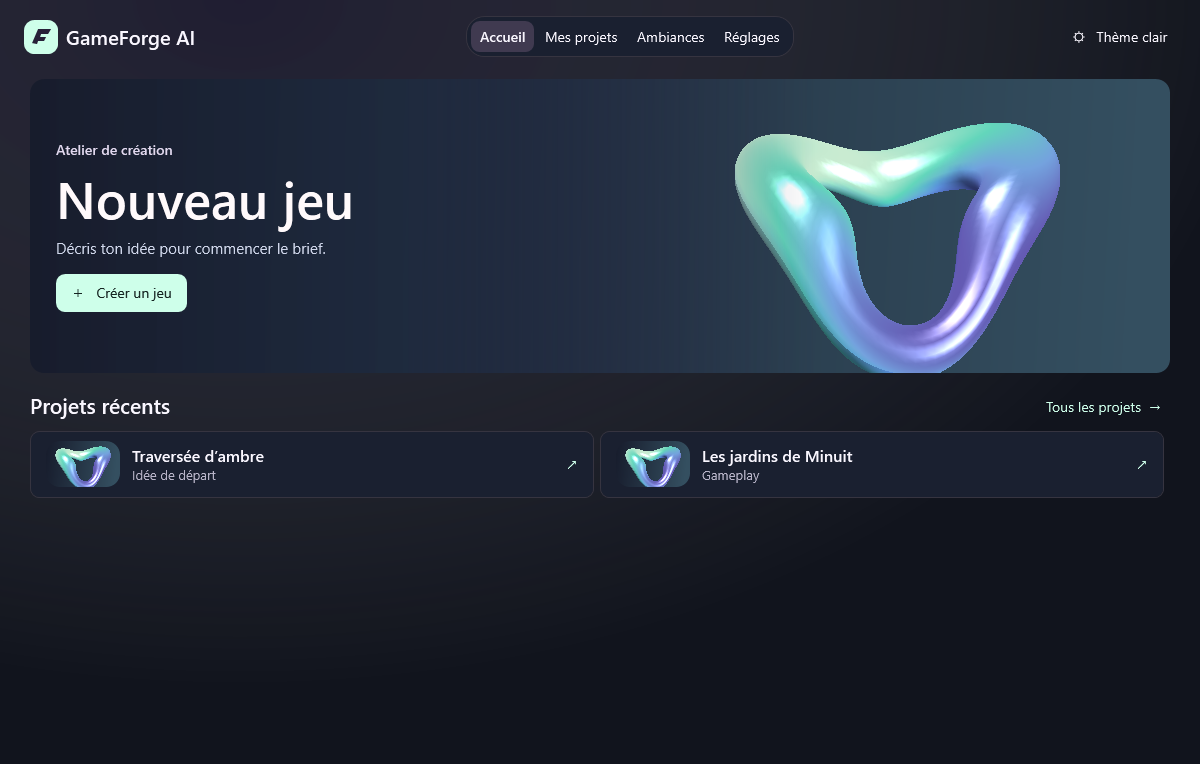 GameForge AI
Accueil
Mes projets
Ambiances
Réglages
Thème clair
Atelier de création
Nouveau jeu
Décris ton idée pour commencer le brief.
+ Créer un jeu
Projets récents
Tous les projets →
Traversée d’ambre
Idée de départ
↗
Les jardins de Minuit
Gameplay
↗